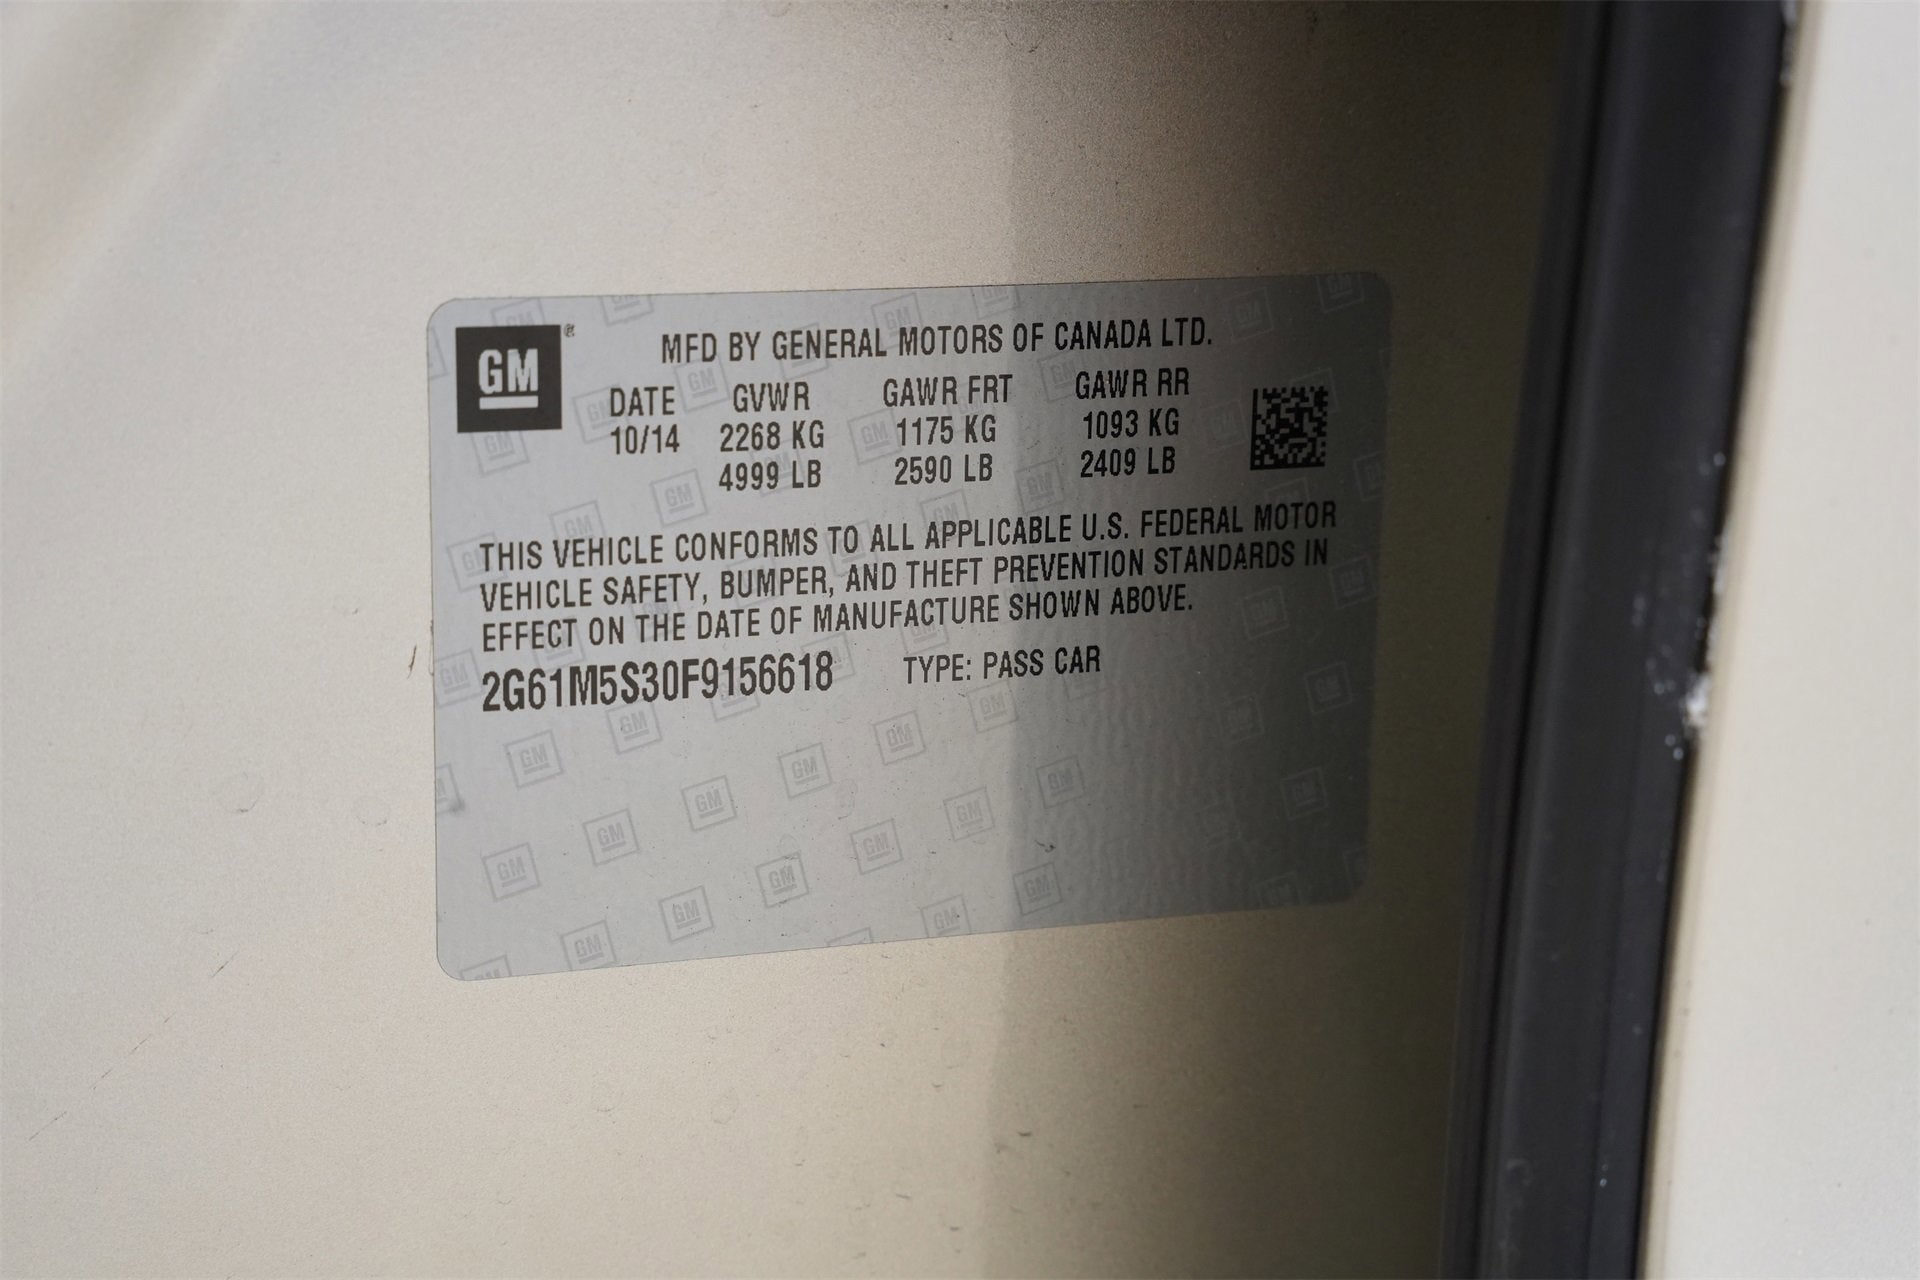 GM ®
MFD BY GENERAL MOTORS OF CANADA LTD.
DATE GVWR GAWR FRT GAWR RR
10/14 2268 KG 1175 KG 1093 KG
4999 LB 2590 LB 2409 LB
THIS VEHICLE CONFORMS TO ALL APPLICABLE U.S. FEDERAL MOTOR
VEHICLE SAFETY, BUMPER, AND THEFT PREVENTION STANDARDS IN
EFFECT ON THE DATE OF MANUFACTURE SHOWN ABOVE.
2G61M5S30F9156618 TYPE: PASS CAR